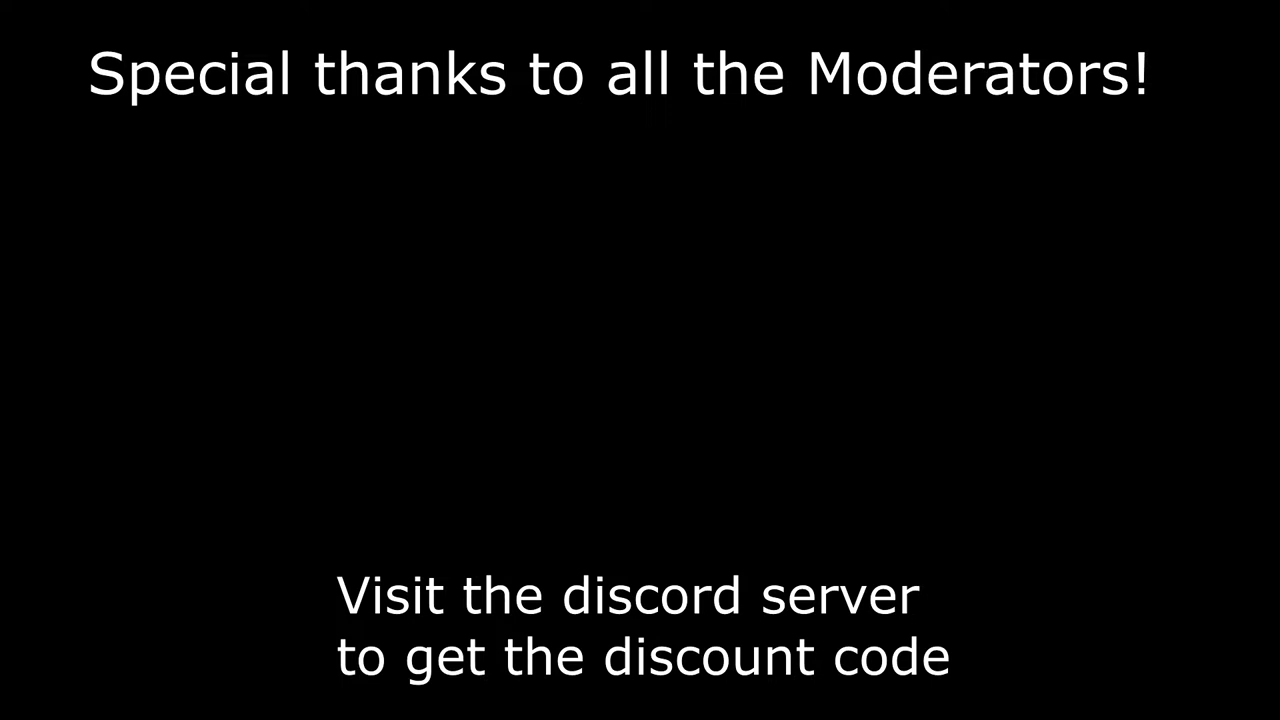 Special thanks to all the Moderators!
Visit the discord server
to get the discount code